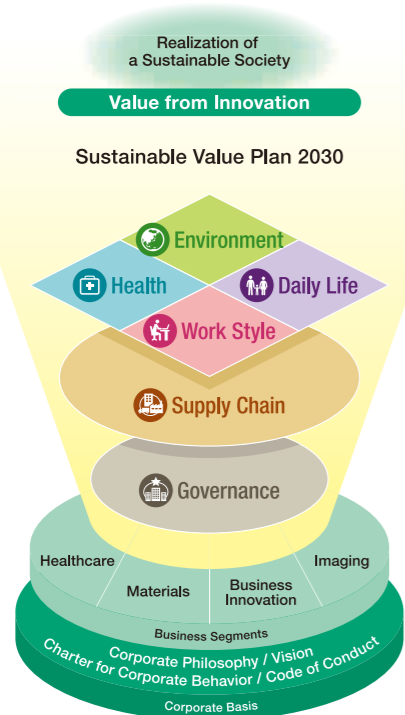 Realization of
a Sustainable Society
Value from Innovation
Sustainable Value Plan 2030
Environment
Health
Daily Life
Work Style
Supply Chain
Governance
Healthcare
Materials
Business
Innovation
Imaging
Business Segments
Corporate Philosophy / Vision
Charter for Corporate Behavior / Code of Conduct
Corporate Basis